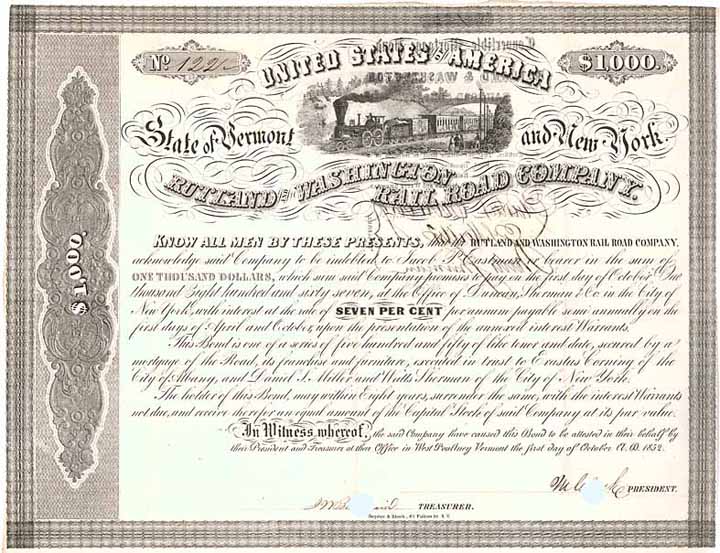 No 122
UNITED STATES OF AMERICA
$1,000.
State of Vermont
and New York
RUTLAND AND WASHINGTON
RAIL ROAD COMPANY.
$1,000.
KNOW ALL MEN BY THESE PRESENTS, that the RUTLAND AND WASHINGTON RAIL ROAD COMPANY,
acknowledge said Company to be indebted to Jacob P. Eastman or bearer in the sum of
ONE THOUSAND DOLLARS, which sum said Company promises to pay on the first day of October One
thousand Eight hundred and sixty seven, at the Office of Duncan, Sherman & Co. in the City of
New York, with interest at the rate of SEVEN PER CENT per annum payable semi annually on the
first days of April and October, upon the presentation of the annexed interest Warrants.
This Bond is one of a series of five hundred and fifty of like tenor and date, secured by a
mortgage of the Road, its franchise and furniture, executed in trust to Erastus Corning of the
City of Albany, and Daniel S. Miller and Watts Sherman of the City of New York.
The holder of this Bond, may within Eight years, surrender the same, with the interest Warrants
not due, and receive therefor an equal amount of the Capital Stock of said Company at its par value.
In Witness whereof, the said Company have caused this Bond to be attested in their behalf by
their President and Treasurer at their Office in West Poultney Vermont the first day of October A.D. 1852.
PRESIDENT.
TREASURER.
Snyder & Black, 87 Fulton St. N.Y.